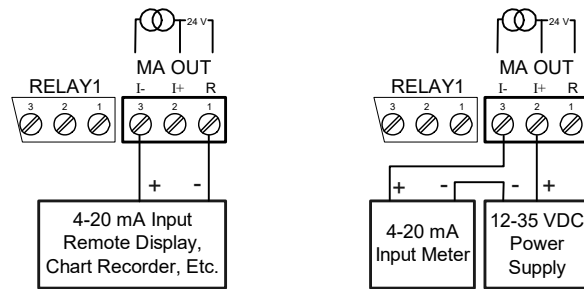 24 V
MA OUT
RELAY1
I- I+ R
3 2 1 3 2 1
+ -
4-20 mA Input
Remote Display,
Chart Recorder, Etc.
24 V
MA OUT
RELAY1
I- I+ R
3 2 1 3 2 1
+ - - +
4-20 mA
Input Meter
12-35 VDC
Power
Supply